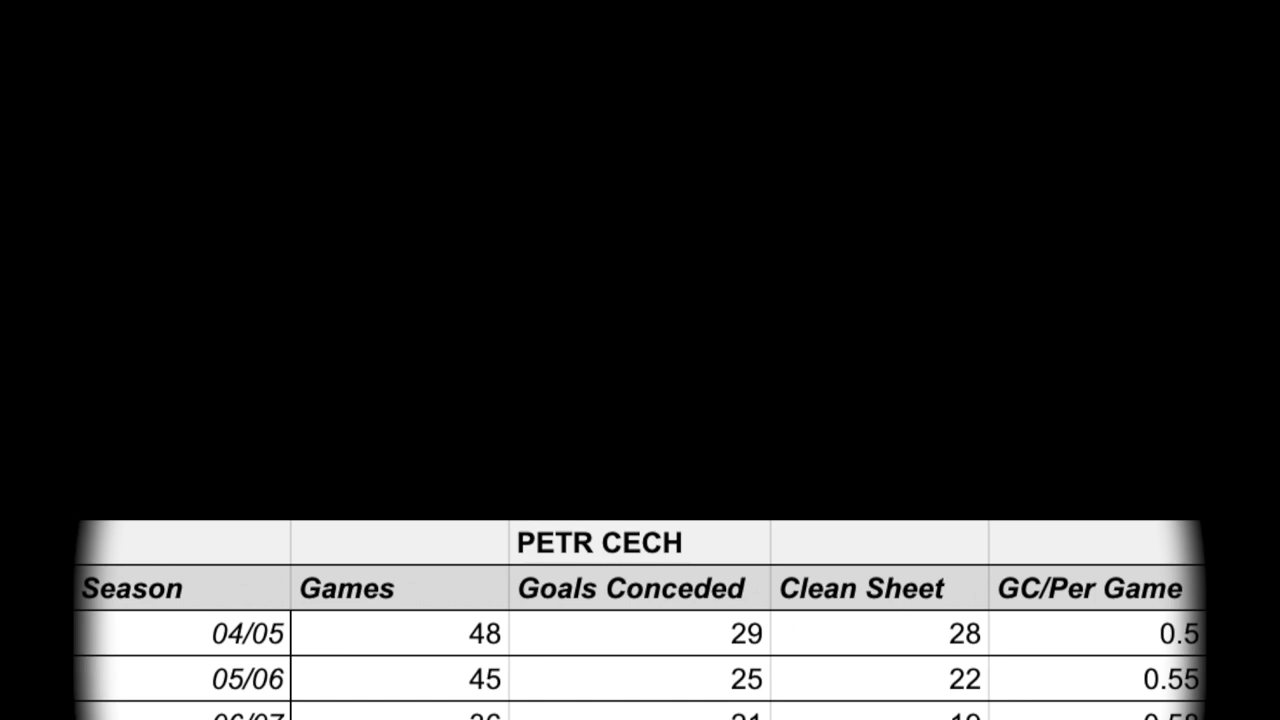 PETR CECH
Season Games Goals Conceded Clean Sheet GC/Per Game
04/05 48 29 28 0.5
05/06 45 25 22 0.55